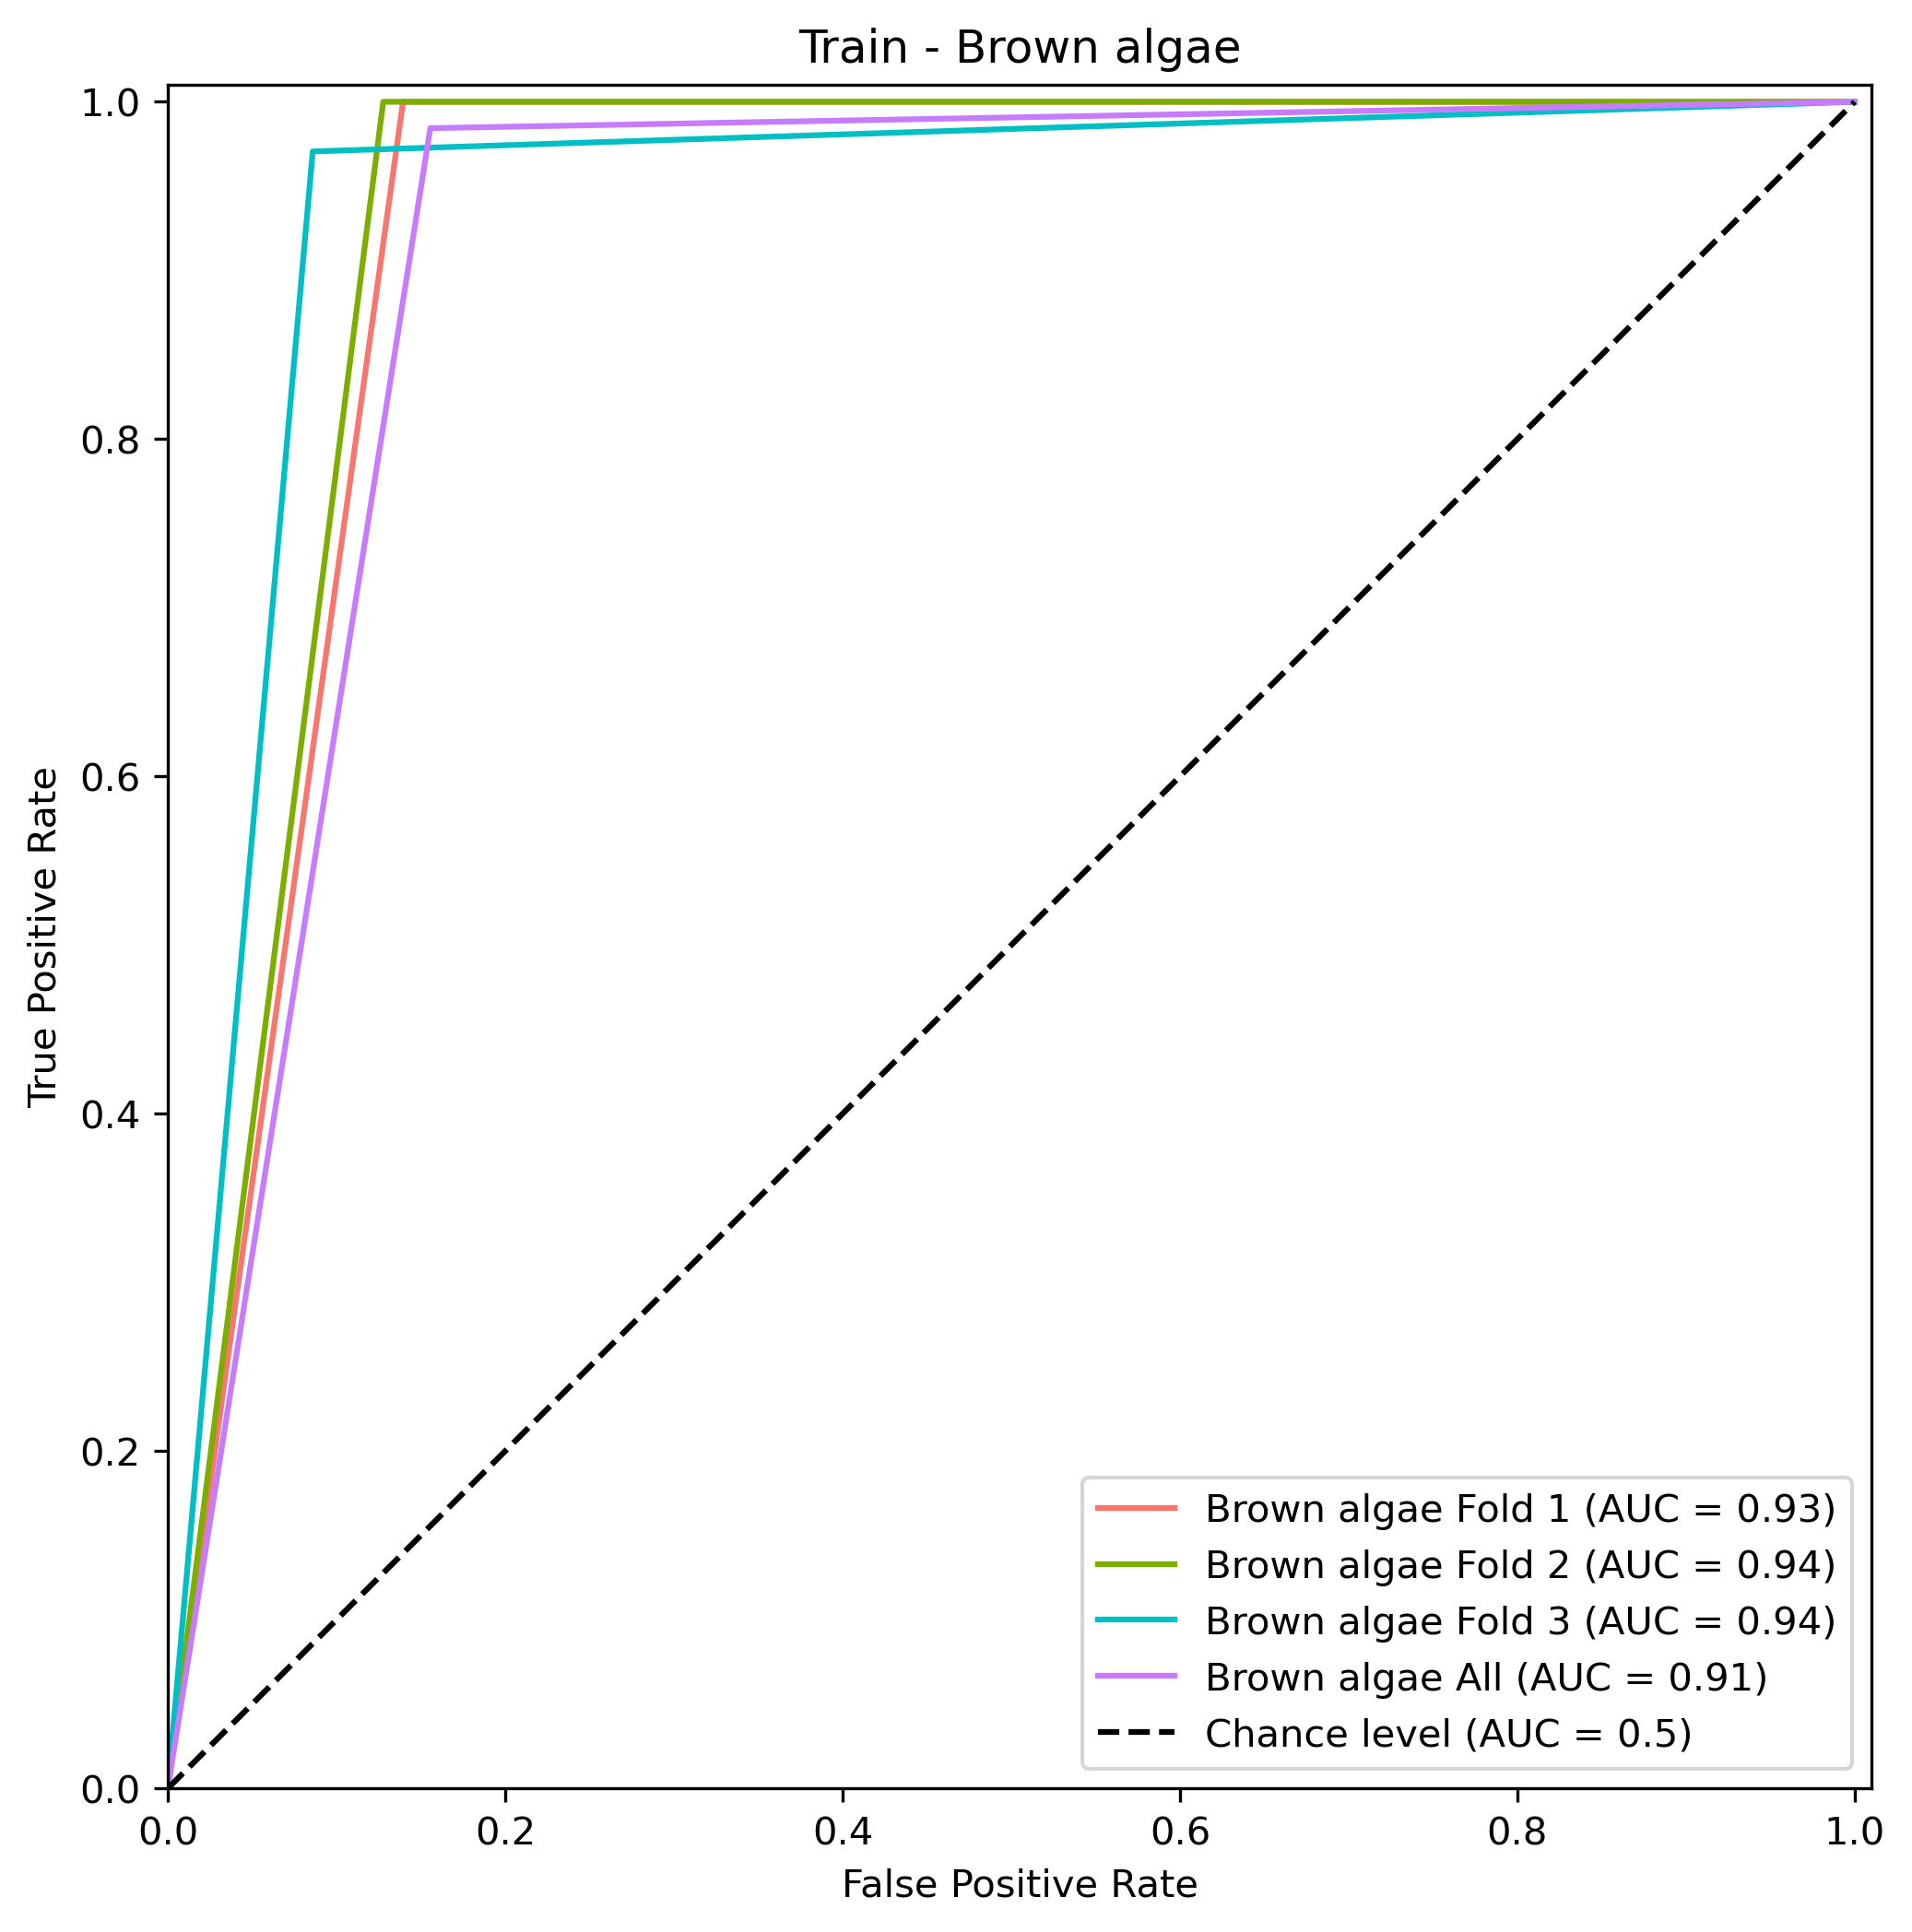 Train - Brown algae
1.0
0.8
0.6
0.4
0.2
0.0
True Positive Rate
Brown algae Fold 1 (AUC = 0.93)
Brown algae Fold 2 (AUC = 0.94)
Brown algae Fold 3 (AUC = 0.94)
Brown algae All (AUC = 0.91)
Chance level (AUC = 0.5)
0.0 0.2 0.4 0.6 0.8 1.0
False Positive Rate